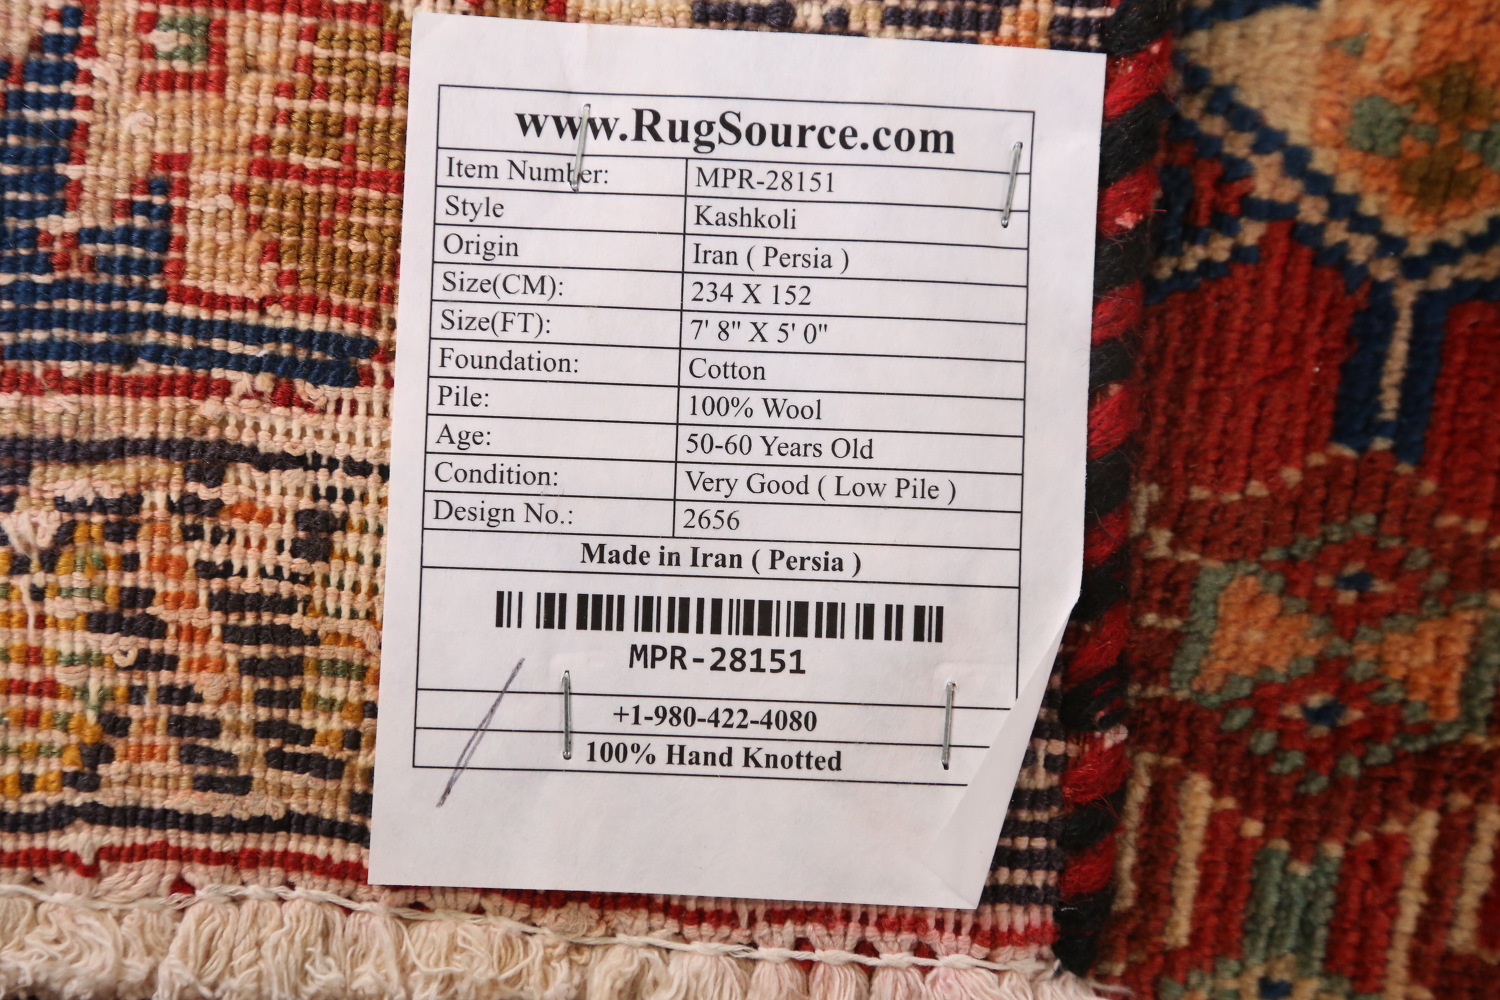 www.RugSource.com
Item Number: MPR-28151
Style Kashkoli
Origin Iran ( Persia )
Size(CM): 234 X 152
Size(FT): 7' 8" X 5' 0"
Foundation: Cotton
Pile: 100% Wool
Age: 50-60 Years Old
Condition: Very Good ( Low Pile )
Design No.: 2656
Made in Iran ( Persia )
MPR-28151
+1-980-422-4080
100% Hand Knotted